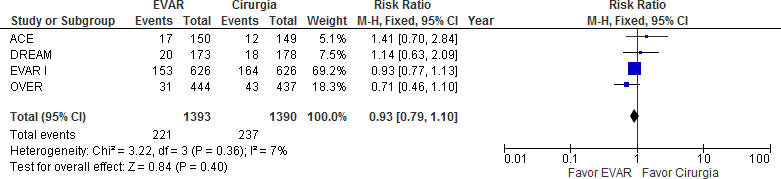 EVAR Cirurgia Risk Ratio Risk Ratio
Study or Subgroup Events Total Events Total Weight M-H, Fixed, 95% CI Year M-H, Fixed, 95% CI
ACE 17 150 12 149 5.1% 1.41 [0.70, 2.84]
DREAM 20 173 18 178 7.5% 1.14 [0.63, 2.09]
EVAR I 153 626 164 626 69.2% 0.93 [0.77, 1.13]
OVER 31 444 43 437 18.3% 0.71 [0.46, 1.10]
Total (95% CI) 1393 1390 100.0% 0.93 [0.79, 1.10]
Total events 221 237
Heterogeneity: Chi² = 3.22, df = 3 (P = 0.36); I² = 7%
Test for overall effect: Z = 0.84 (P = 0.40)
0.01 0.1 1 10 100
Favor EVAR Favor Cirurgia